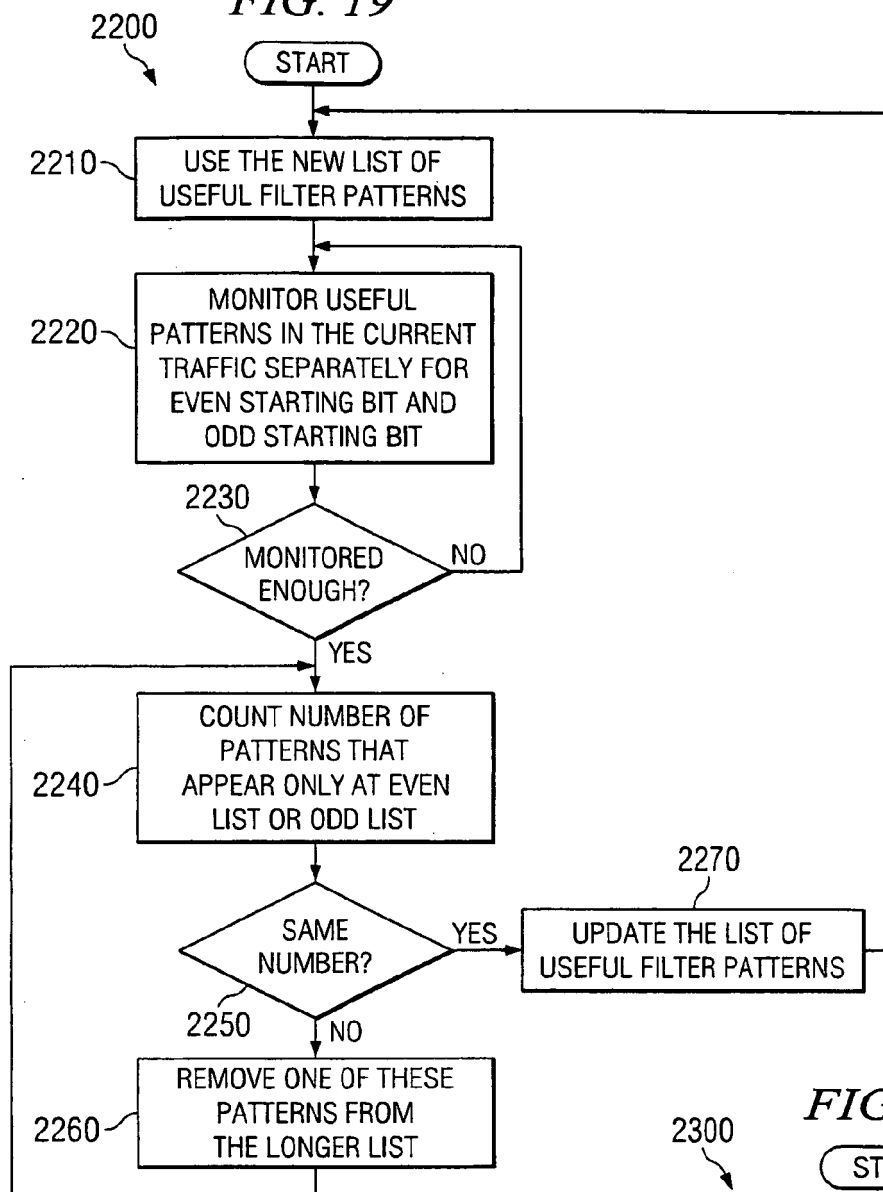 FIG. 19
2200
START
2210
USE THE NEW LIST OF
USEFUL FILTER PATTERNS
2220
MONITOR USEFUL
PATTERNS IN THE CURRENT
TRAFFIC SEPARATELY FOR
EVEN STARTING BIT AND
ODD STARTING BIT
2230
MONITORED
ENOUGH?
NO
YES
2240
COUNT NUMBER OF
PATTERNS THAT
APPEAR ONLY AT EVEN
LIST OR ODD LIST
SAME
NUMBER?
2250
YES
2270
UPDATE THE LIST OF
USEFUL FILTER PATTERNS
NO
2260
REMOVE ONE OF THESE
PATTERNS FROM
THE LONGER LIST
FIG
2300
ST